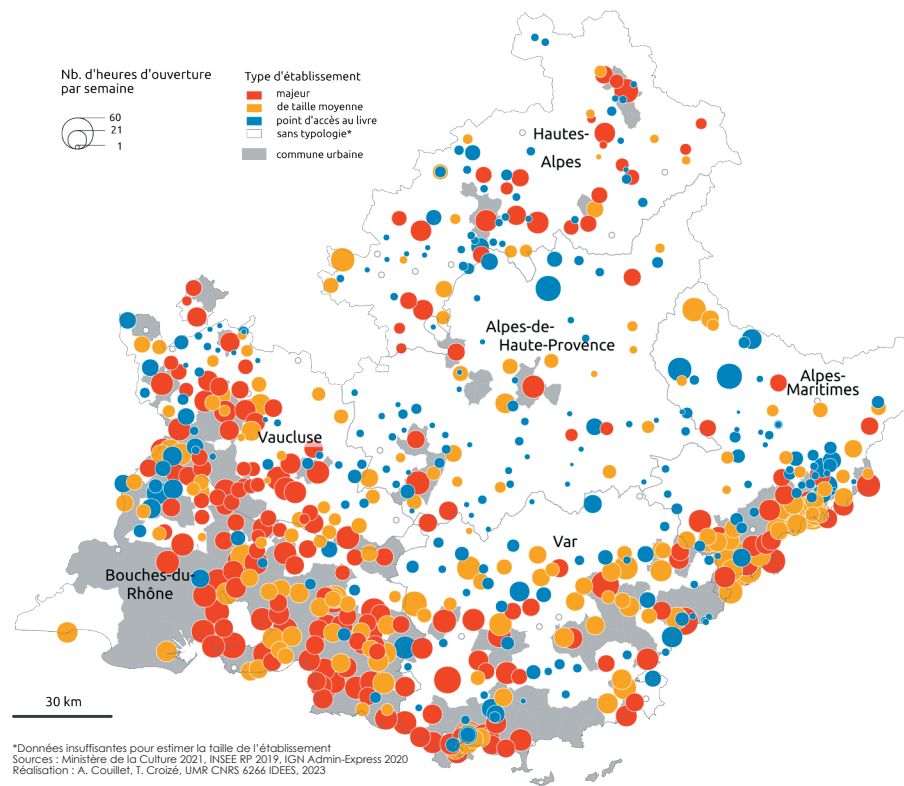 Nb. d'heures d'ouverture
par semaine
60
21
1
Type d'établissement
majeur
de taille moyenne
point d'accès au livre
sans typologie*
commune urbaine
Hautes-
Alpes
Alpes-de-
Haute-Provence
Alpes-
Maritimes
Vaucluse
Var
Bouches-du-
Rhône
30 km
*Données insuffisantes pour estimer la taille de l'établissement
Sources : Ministère de la Culture 2021, INSEE RP 2019, IGN Admin-Express 2020
Réalisation : A. Couillet, T. Croizé, UMR CNRS 6266 IDEES, 2023